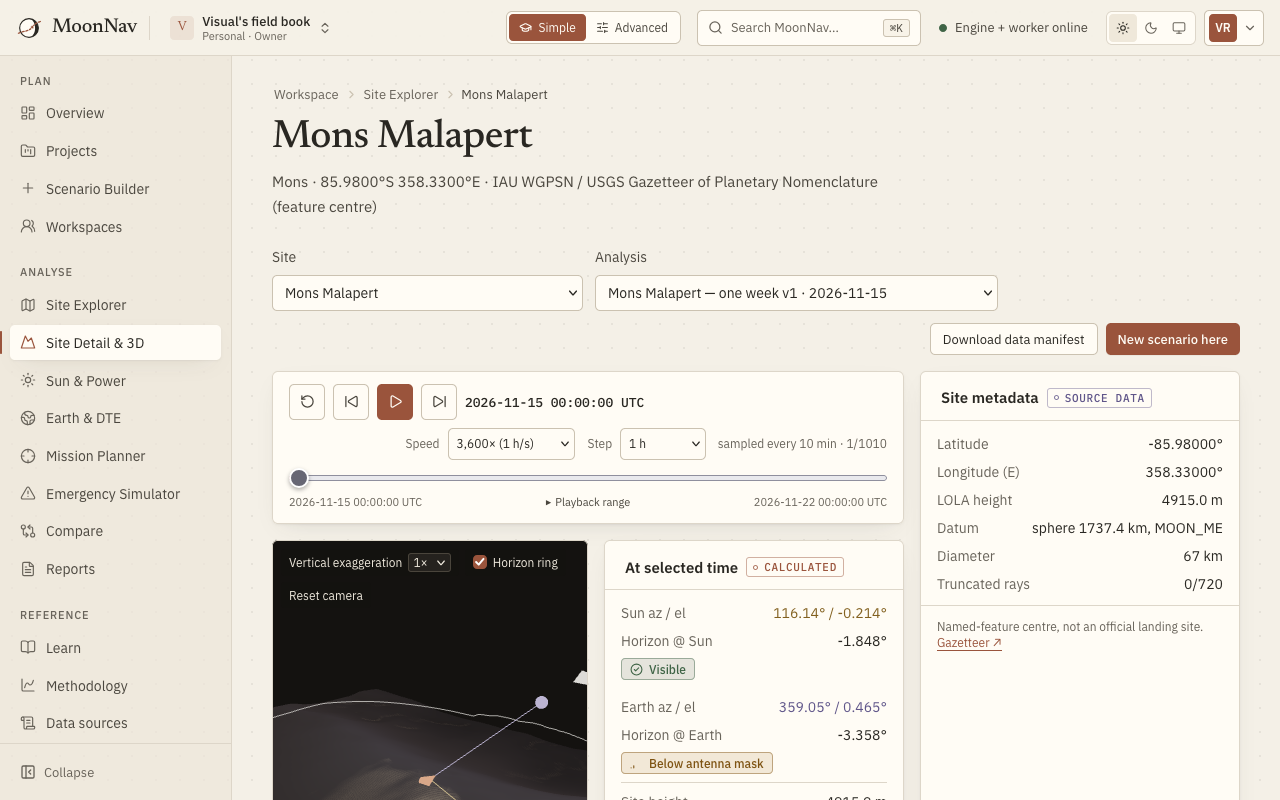 MoonNav
V
Visual's field book
Personal · Owner
Simple
Advanced
Search MoonNav...
⌘K
Engine + worker online
VR
PLAN
Overview
Projects
Scenario Builder
Workspaces
ANALYSE
Site Explorer
Site Detail & 3D
Sun & Power
Earth & DTE
Mission Planner
Emergency Simulator
Compare
Reports
REFERENCE
Learn
Methodology
Data sources
Collapse
Workspace > Site Explorer > Mons Malapert
Mons Malapert
Mons · 85.9800°S 358.3300°E · IAU WGPSN / USGS Gazetteer of Planetary Nomenclature
(feature centre)
Site
Mons Malapert
Analysis
Mons Malapert — one week v1 · 2026-11-15
Download data manifest
New scenario here
2026-11-15 00:00:00 UTC
Speed 3,600× (1 h/s) Step 1 h sampled every 10 min · 1/1010
2026-11-15 00:00:00 UTC ▸ Playback range 2026-11-22 00:00:00 UTC
Vertical exaggeration 1× Horizon ring
Reset camera
At selected time CALCULATED
Sun az / el 116.14° / -0.214°
Horizon @ Sun -1.848°
Visible
Earth az / el 359.05° / 0.465°
Horizon @ Earth -3.358°
Below antenna mask
Site height 4915.0 m
Site metadata SOURCE DATA
Latitude -85.98000°
Longitude (E) 358.33000°
LOLA height 4915.0 m
Datum sphere 1737.4 km, MOON_ME
Diameter 67 km
Truncated rays 0/720
Named-feature centre, not an official landing site.
Gazetteer ↗